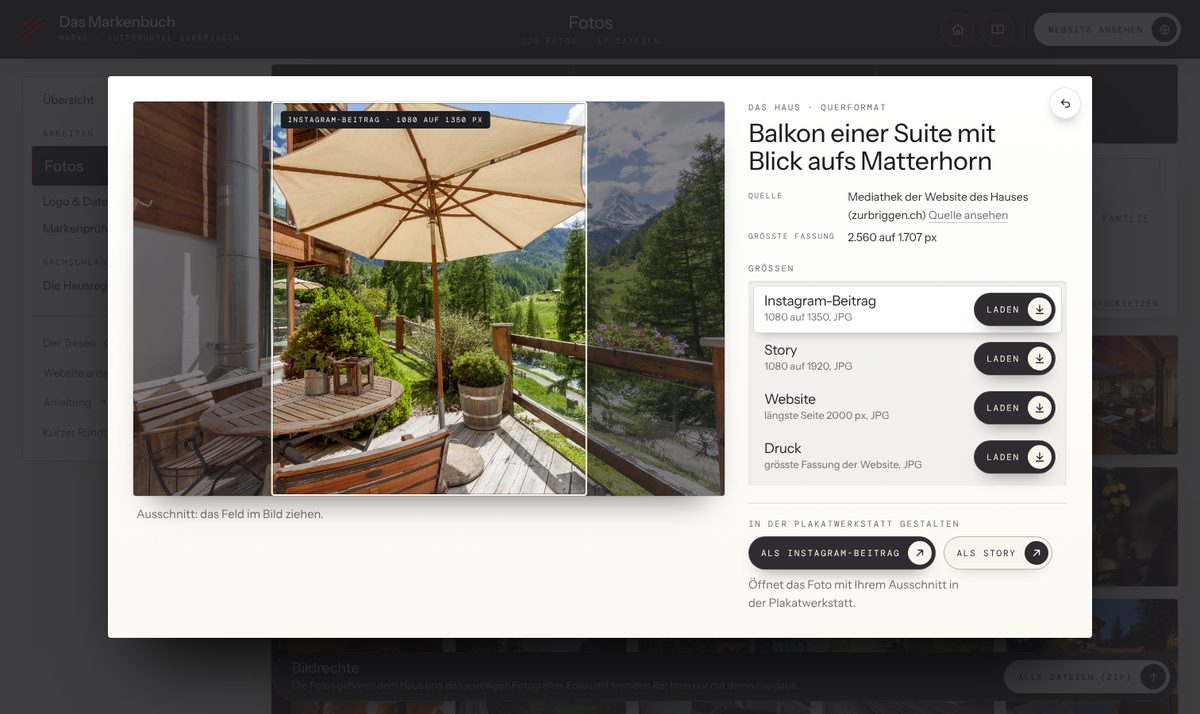 Das Markenbuch
MARKE · SUITENHOTEL ZURBRIGGEN
Fotos
120 FOTOS · 17 DATEIEN
WEBSITE ANSEHEN
Übersicht
ARBEITEN
Fotos
Logo & Date
Markenprüfu
NACHSCHLAG
Die Hausreg
Der Tresen
Website anse
Anleitung
Kurzer Rundg
FAMILIE
RÜCKSETZEN
INSTAGRAM-BEITRAG · 1080 AUF 1350 PX
Ausschnitt: das Feld im Bild ziehen.
DAS HAUS · QUERFORMAT
Balkon einer Suite mit
Blick aufs Matterhorn
QUELLE
Mediathek der Website des Hauses
(zurbriggen.ch) Quelle ansehen
GRÖSSTE FASSUNG
2.560 auf 1.707 px
GRÖSSEN
Instagram-Beitrag
1080 auf 1350, JPG
LADEN
Story
1080 auf 1920, JPG
LADEN
Website
längste Seite 2000 px, JPG
LADEN
Druck
grösste Fassung der Website, JPG
LADEN
IN DER PLAKATWERKSTATT GESTALTEN
ALS INSTAGRAM-BEITRAG
ALS STORY
Öffnet das Foto mit Ihrem Ausschnitt in
der Plakatwerkstatt.
Bildrechte
Die Fotos gehören dem Haus und den jeweiligen Fotografen. Fotos mit fremden Rechten nur mit deren Freigabe.
ALLE DATEIEN (ZIP)